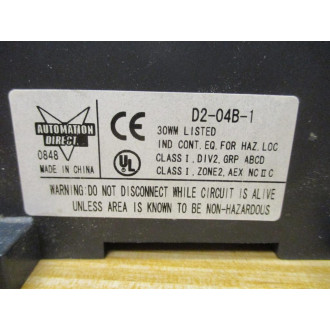 AUTOMATION
DIRECT
0848
MADE IN CHINA
CE
UL
D2-04B-1
30WM LISTED
IND CONT. EQ. FOR HAZ. LOC
CLASS I, DIV2, GRP ABCD
CLASS I, ZONE2, AEX NC II C
WARNING: DO NOT DISCONNECT WHILE CIRCUIT IS ALIVE
UNLESS AREA IS KNOWN TO BE NON-HAZARDOUS